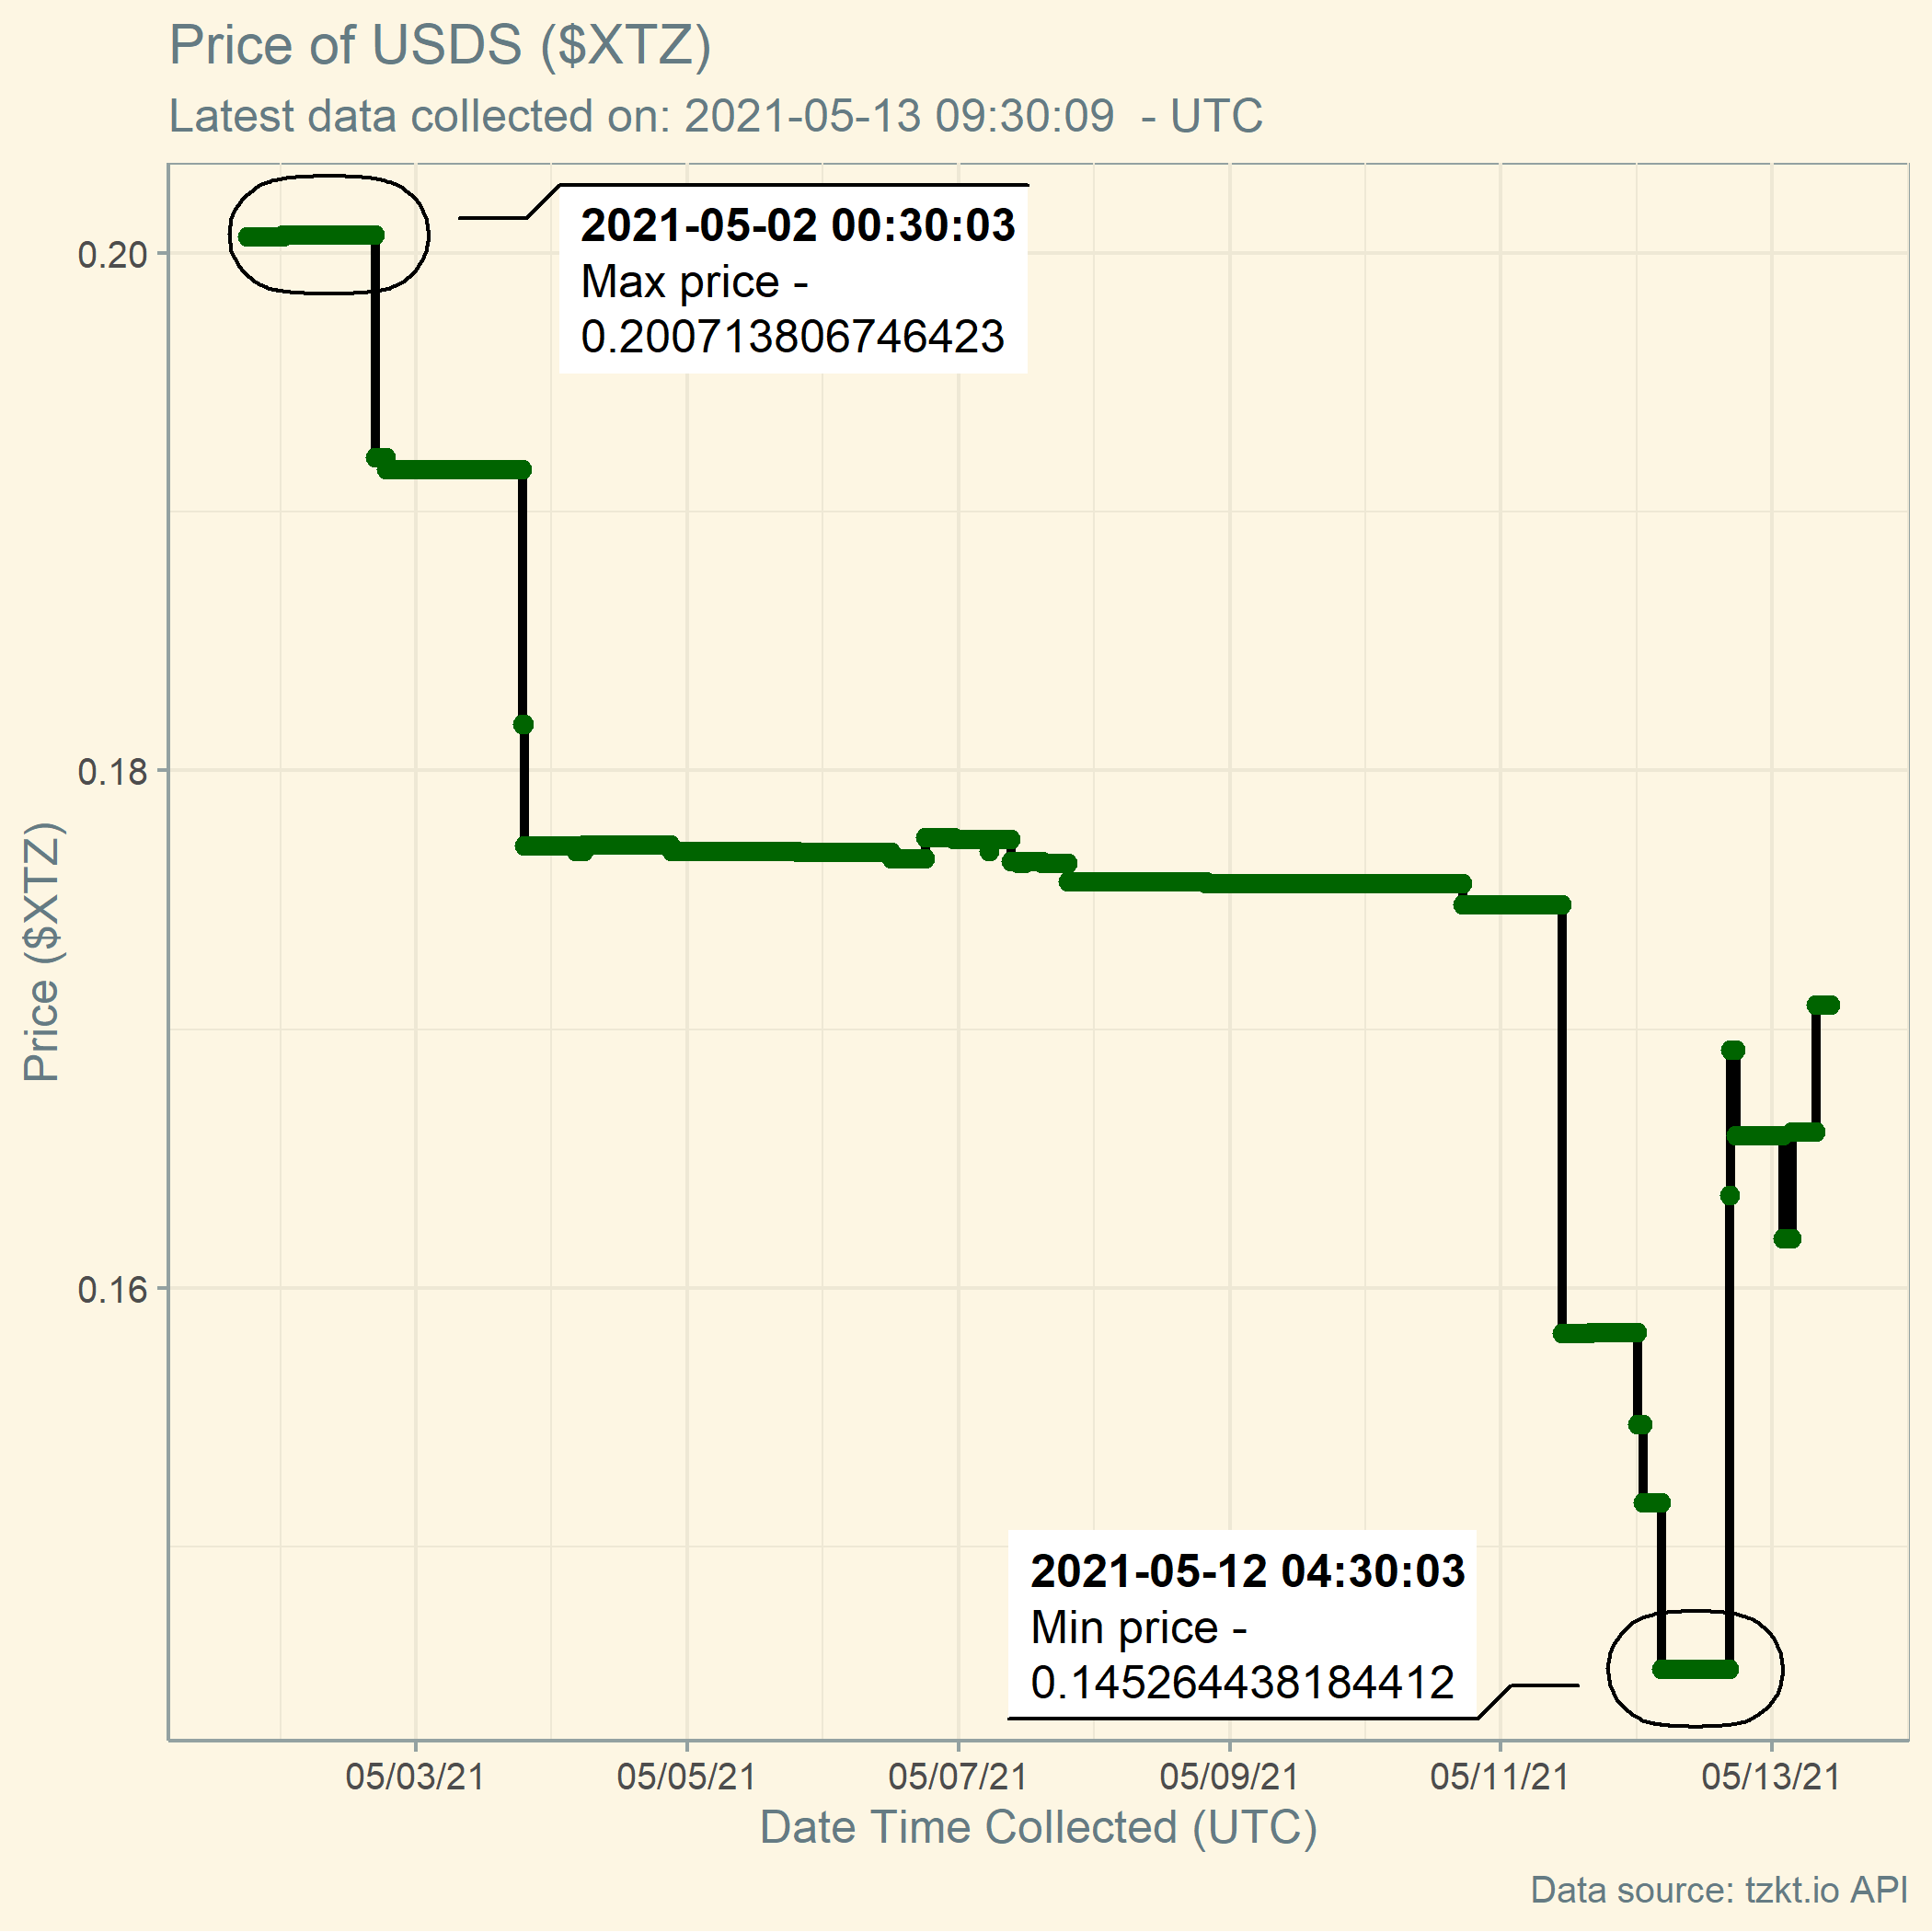 Price of USDS ($XTZ)
Latest data collected on: 2021-05-13 09:30:09  - UTC
2021-05-02 00:30:03
Max price -
0.200713806746423
0.20
0.18
0.16
Price ($XTZ)
2021-05-12 04:30:03
Min price -
0.145264438184412
05/03/21
05/05/21
05/07/21
05/09/21
05/11/21
05/13/21
Date Time Collected (UTC)
Data source: tzkt.io API